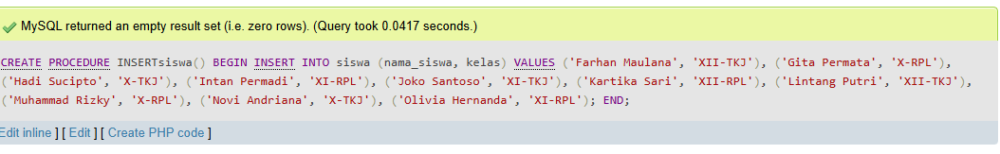 MySQL returned an empty result set (i.e. zero rows). (Query took 0.0417 seconds.)
CREATE PROCEDURE INSERTsiswa() BEGIN INSERT INTO siswa (nama_siswa, kelas) VALUES ('Farhan Maulana', 'XII-TKJ'), ('Gita Permata', 'X-RPL'),
('Hadi Sucipto', 'X-TKJ'), ('Intan Permadi', 'XI-RPL'), ('Joko Santoso', 'XI-TKJ'), ('Kartika Sari', 'XII-RPL'), ('Lintang Putri', 'XII-TKJ'),
('Muhammad Rizky', 'X-RPL'), ('Novi Andriana', 'X-TKJ'), ('Olivia Hernanda', 'XI-RPL'); END;
Edit inline ] [ Edit ] [ Create PHP code ]